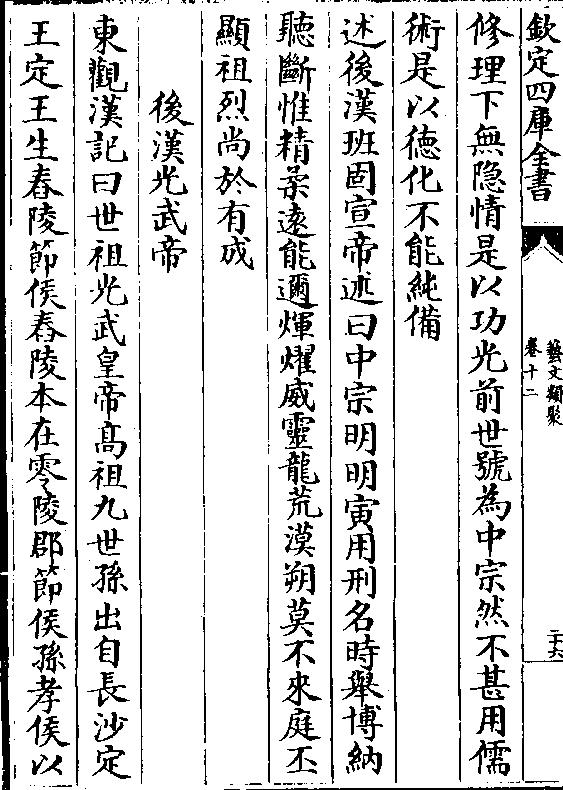 欽定四庫全書
藝文類聚
卷十二
二十六
修理下無隐情是以功光前世號為中宗然不甚用儒
術是以德化不能純備
述後漢班固宣帝述曰中宗明明寅用刑名時舉博納
聽斷惟精柔遠能邇煇燿威靈龍荒漠朔莫不來庭丕
顯祖烈尚於有成
後漢光武帝
東觀漢記曰世祖光武皇帝髙祖九世孫出自長沙定
王定王生舂陵節侯舂陵本在零陵郡節侯孫孝侯以